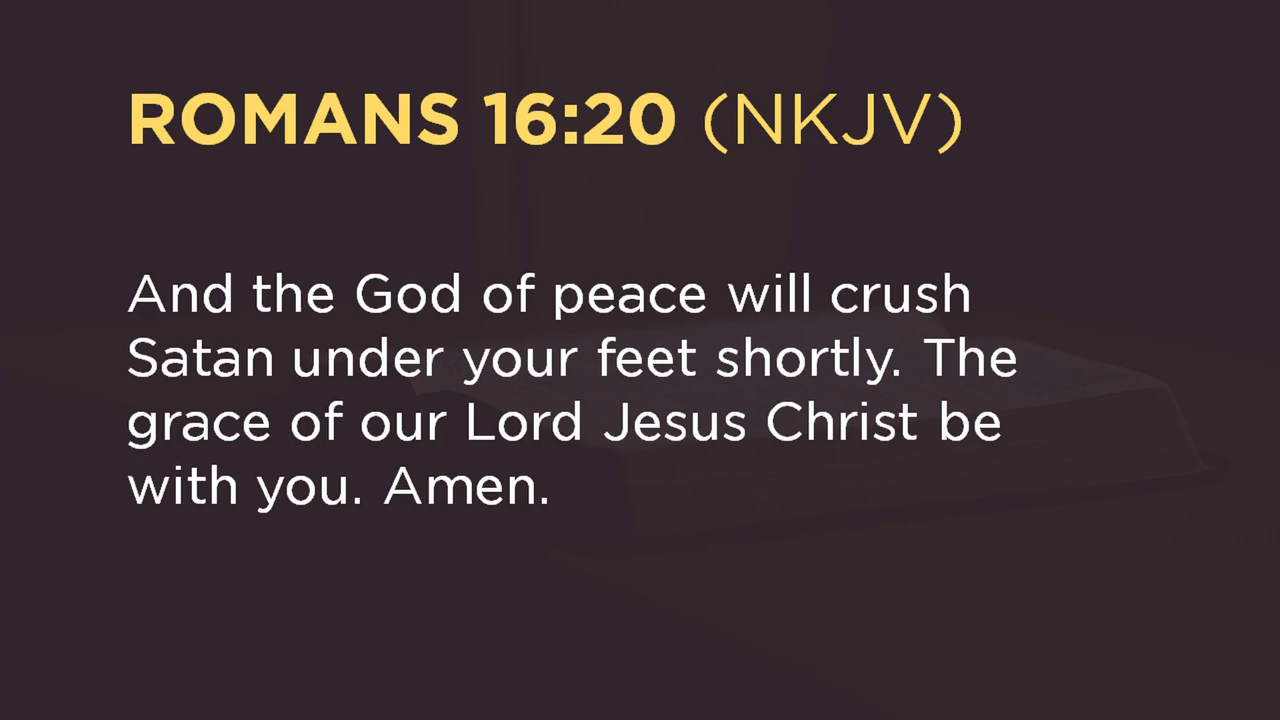 ROMANS 16:20 (NKJV)
And the God of peace will crush
Satan under your feet shortly. The
grace of our Lord Jesus Christ be
with you. Amen.